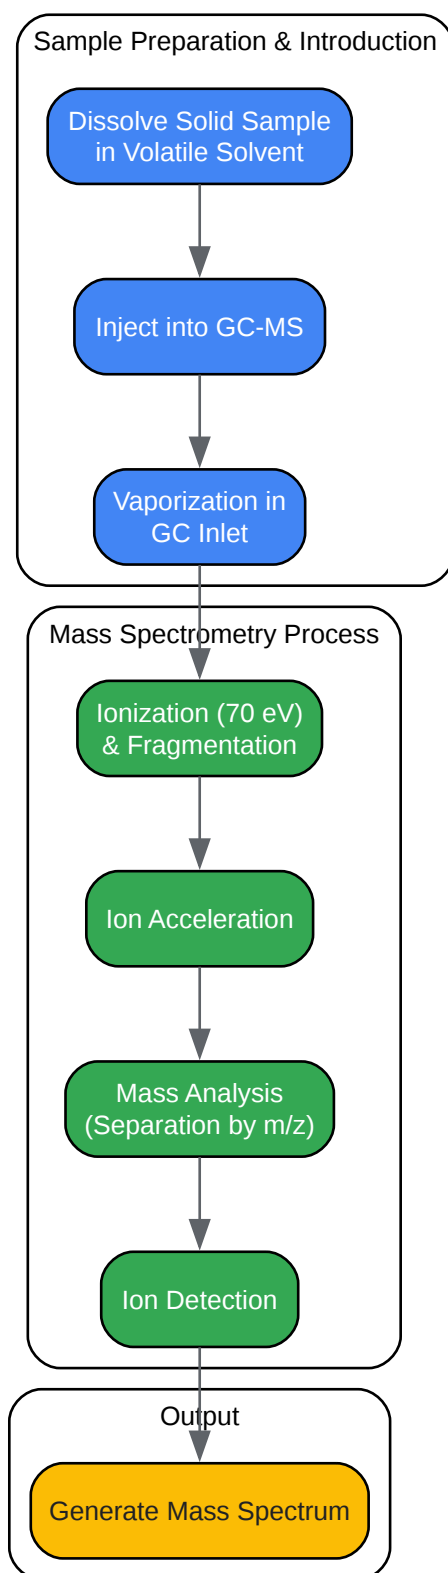 Sample Preparation & Introduction
Dissolve Solid Sample
in Volatile Solvent
Inject into GC-MS
Vaporization in
GC Inlet
Mass Spectrometry Process
Ionization (70 eV)
& Fragmentation
Ion Acceleration
Mass Analysis
(Separation by m/z)
Ion Detection
Output
Generate Mass Spectrum